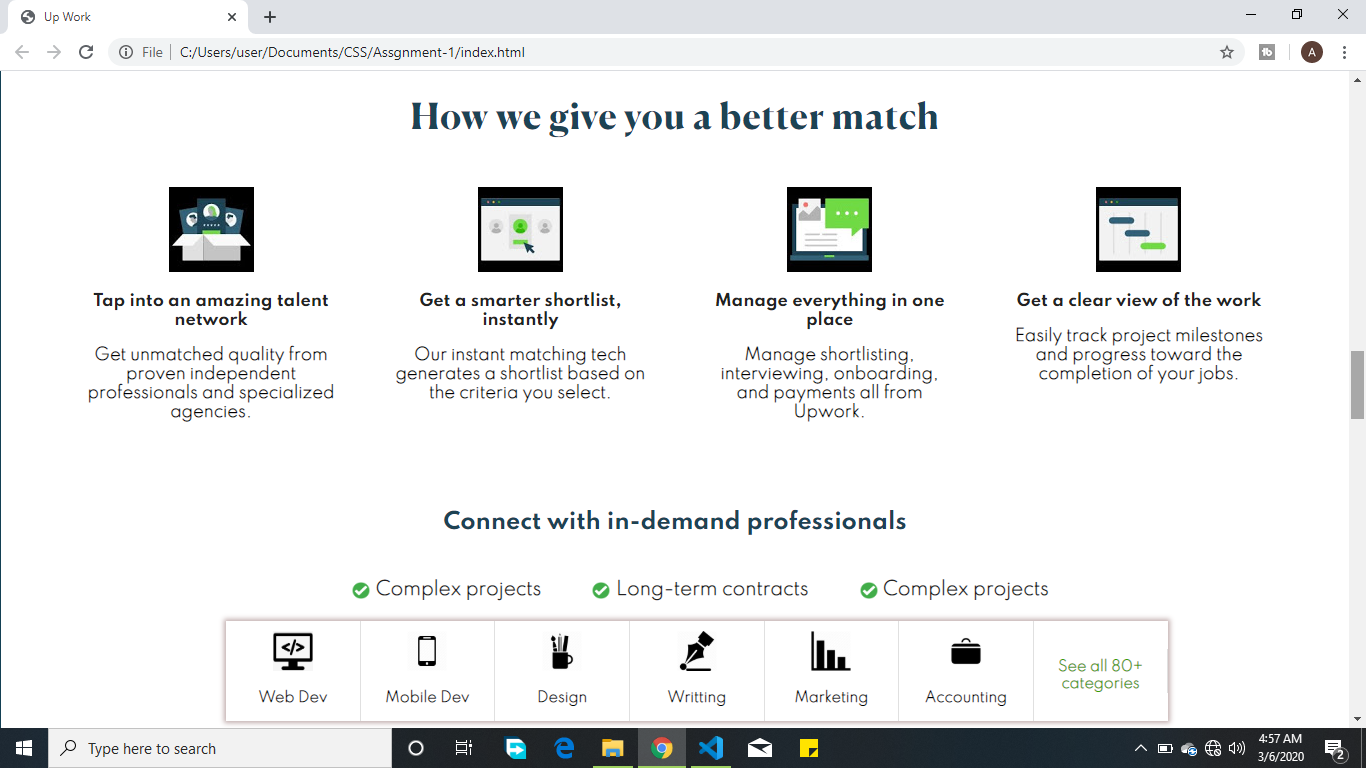 Up Work
File
C:/Users/user/Documents/CSS/Assgnment-1/index.html
A
How we give you a better match
Tap into an amazing talent
network
Get unmatched quality from
proven independent
professionals and specialized
agencies.
Get a smarter shortlist,
instantly
Our instant matching tech
generates a shortlist based on
the criteria you select.
Manage everything in one
place
Manage shortlisting,
interviewing, onboarding,
and payments all from
Upwork.
Get a clear view of the work
Easily track project milestones
and progress toward the
completion of your jobs.
Connect with in-demand professionals
Complex projects
Long-term contracts
Complex projects
Web Dev
Mobile Dev
Design
Writting
Marketing
Accounting
See all 80+
categories
Type here to search
4:57 AM
3/6/2020
2